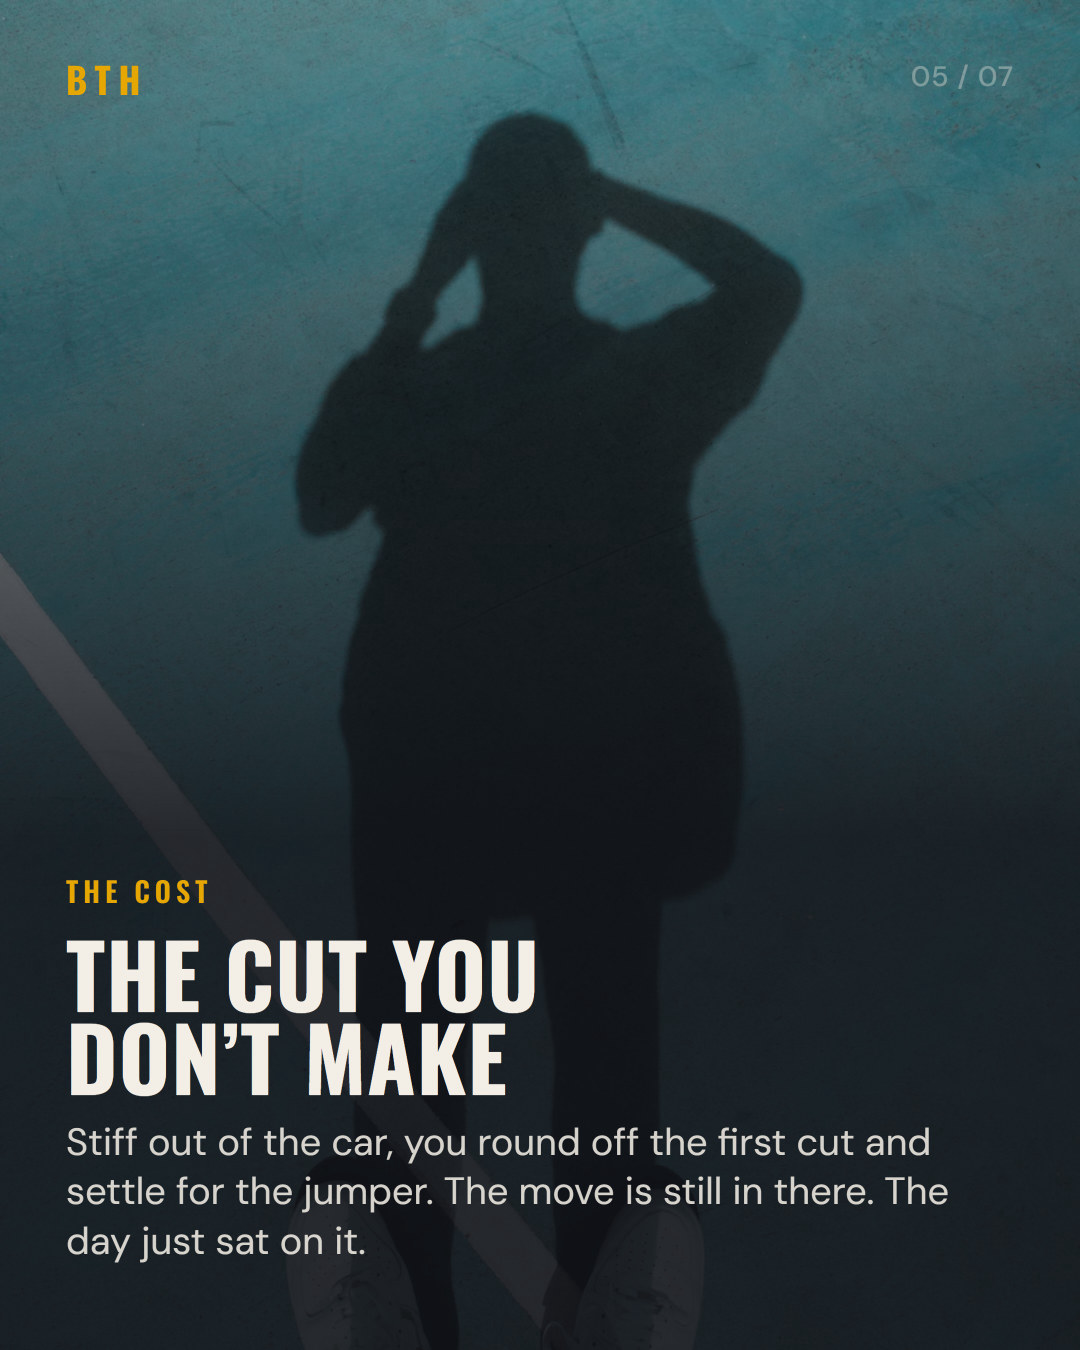 BTH
05 / 07
THE COST
THE CUT YOU
DON’T MAKE
Stiff out of the car, you round off the first cut and
settle for the jumper. The move is still in there. The
day just sat on it.